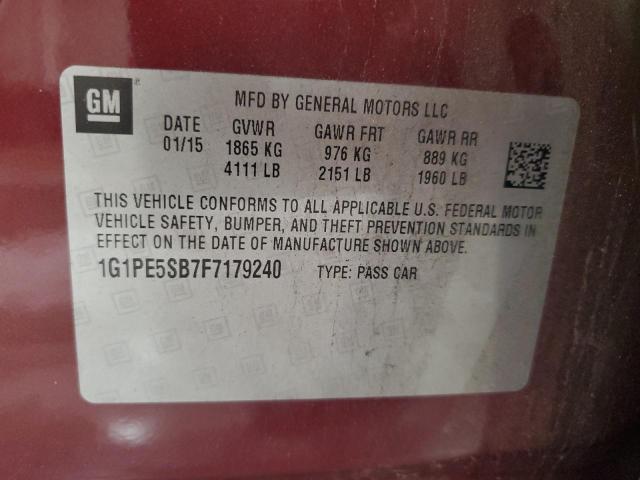 GM
MFD BY GENERAL MOTORS LLC
DATE GVWR GAWR FRT GAWR RR
01/15 1865 KG 976 KG 889 KG
4111 LB 2151 LB 1960 LB
THIS VEHICLE CONFORMS TO ALL APPLICABLE U.S. FEDERAL MOTOR
VEHICLE SAFETY, BUMPER, AND THEFT PREVENTION STANDARDS IN
EFFECT ON THE DATE OF MANUFACTURE SHOWN ABOVE.
1G1PE5SB7F7179240 TYPE: PASS CAR